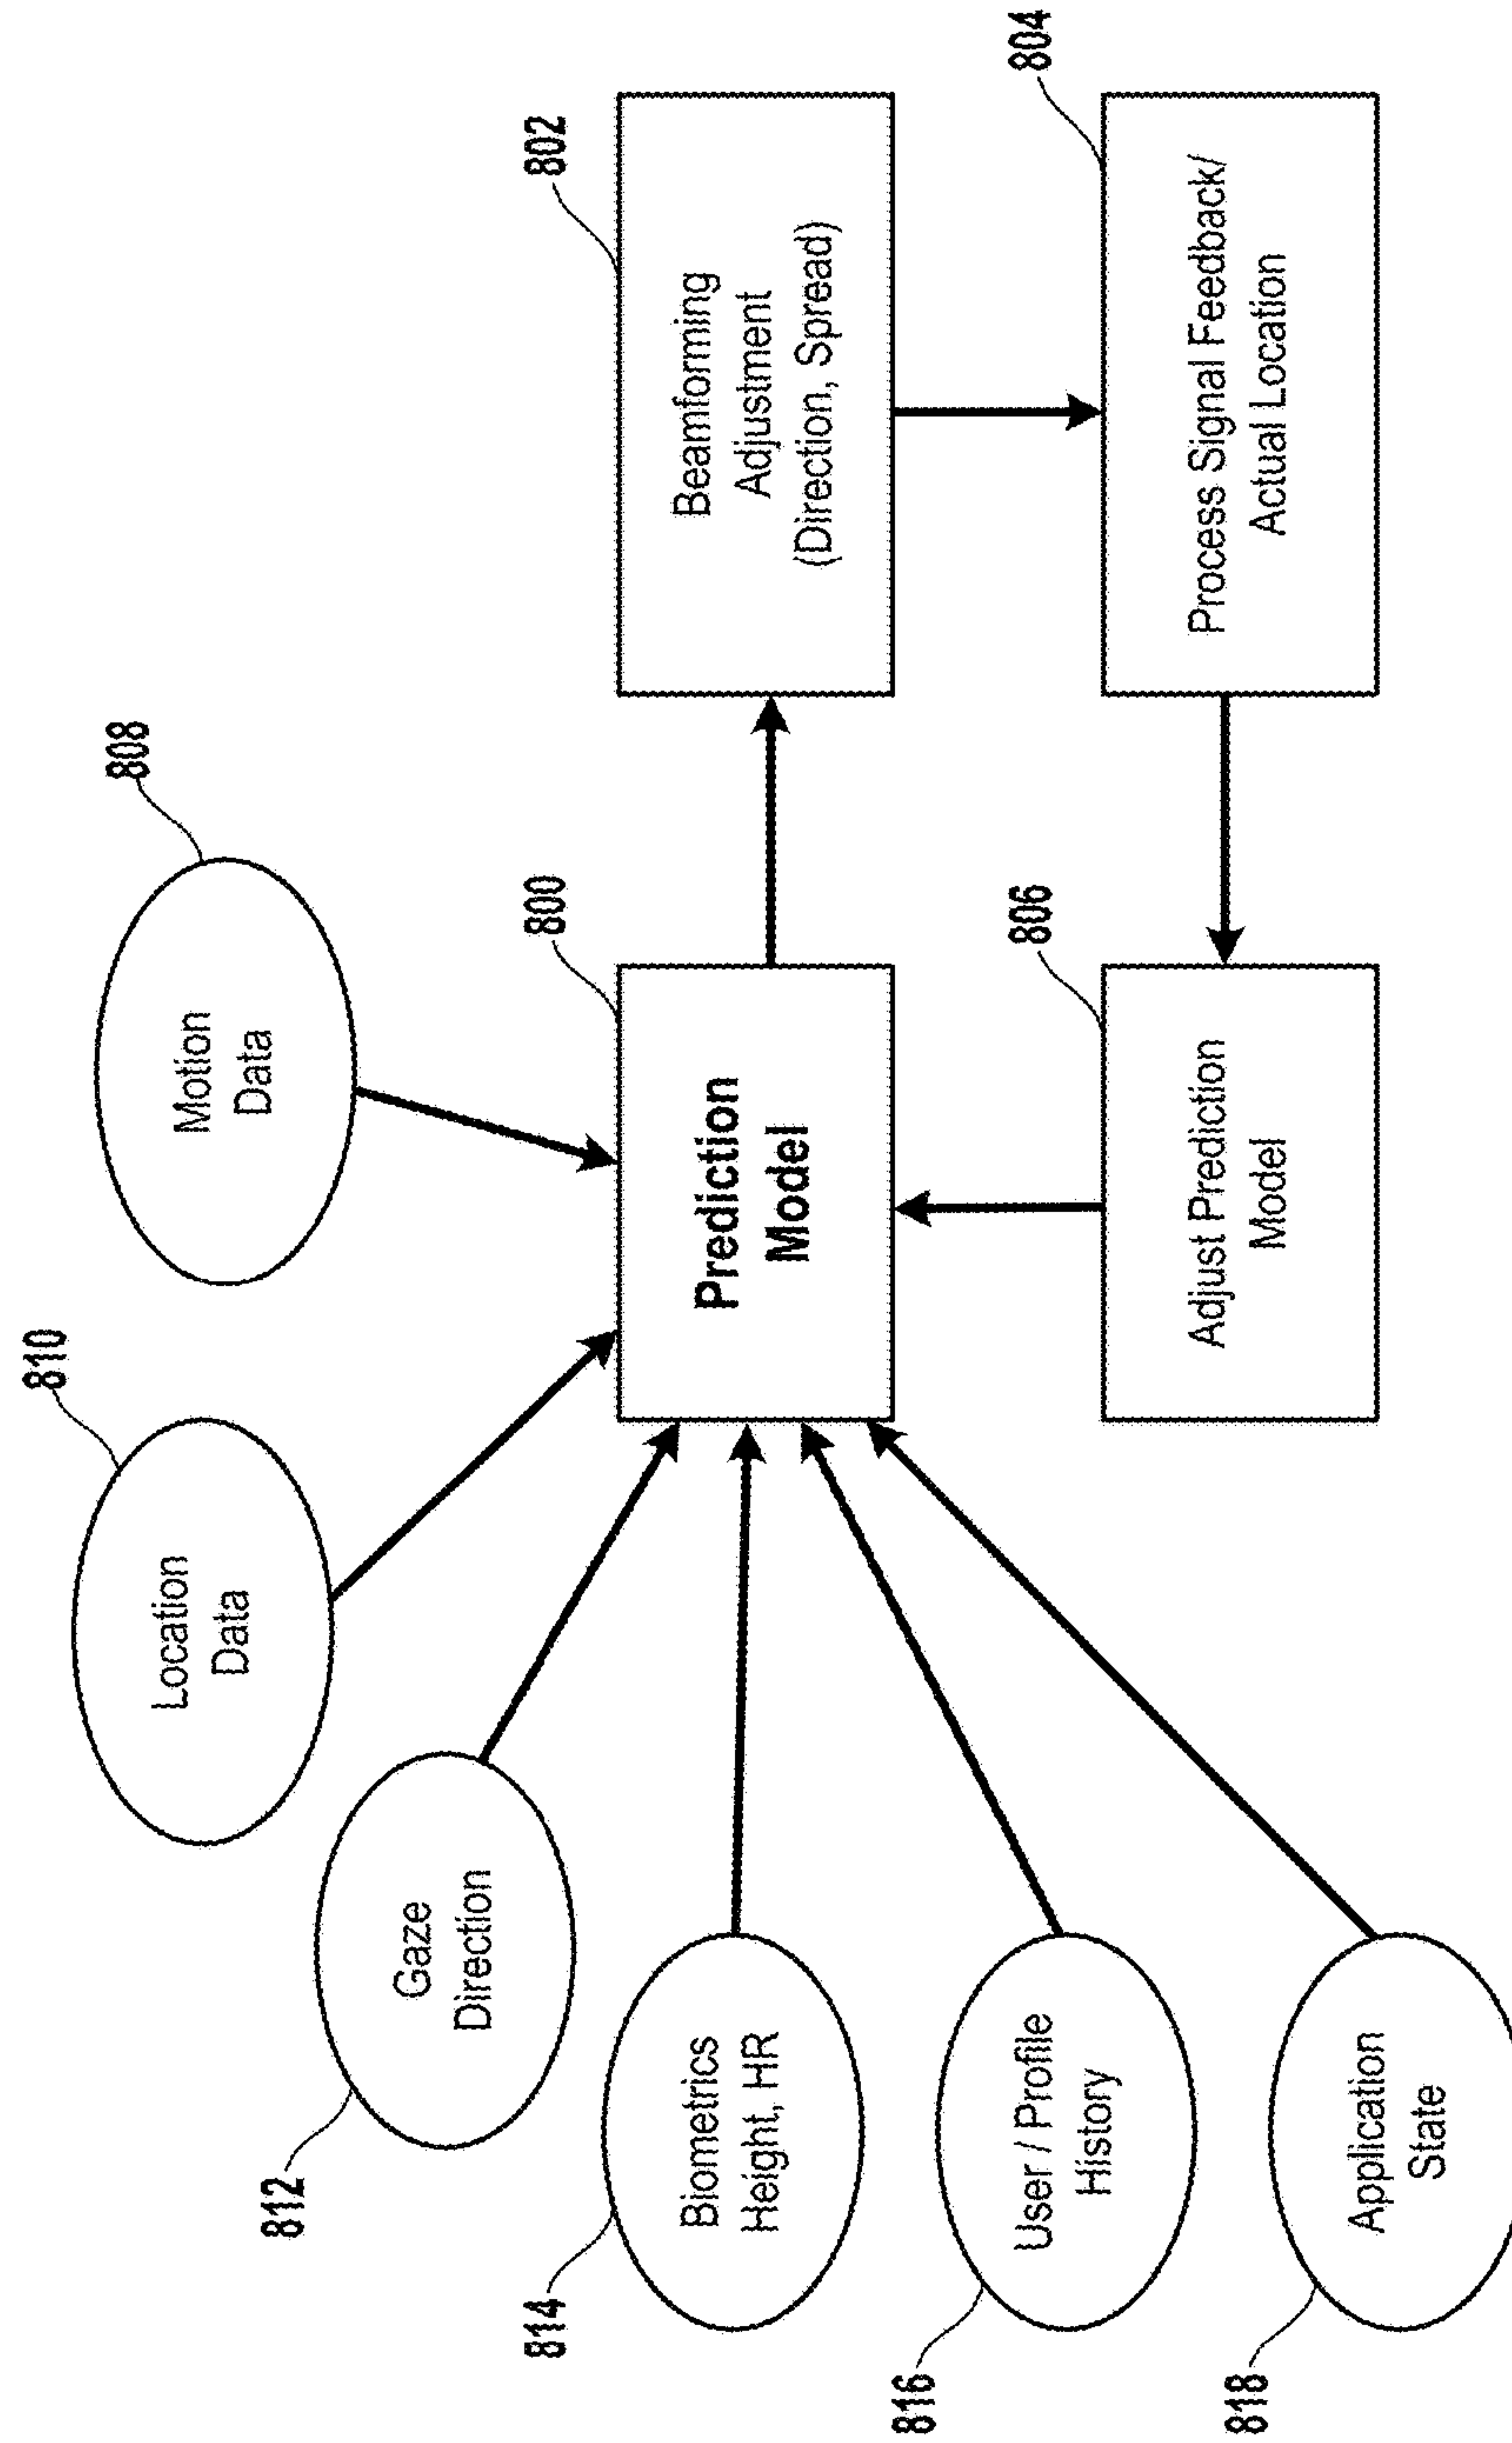 808
Motion
Data
810
Location
Data
812
Gaze
Direction
814
Biometrics
Height, HR
816
User / Profile
History
818
Application
State
800
Prediction
Model
802
Beamforming
Adjustment
(Direction, Spread)
806
Adjust Prediction
Model
804
Process Signal Feedback/
Actual Location